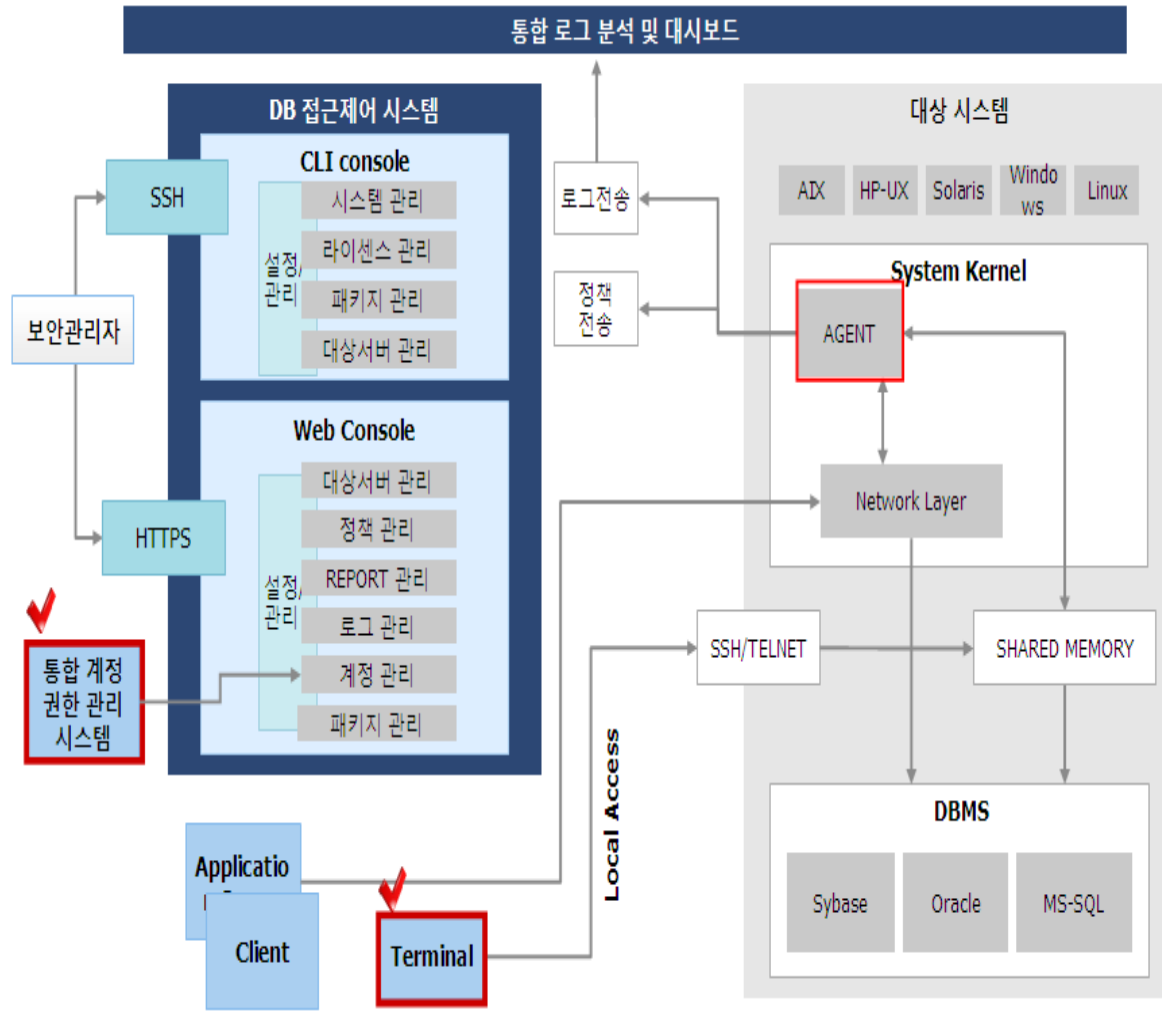 통합 로그 분석 및 대시보드
DB 접근제어 시스템
CLI console
설정/
관리
시스템 관리
라이센스 관리
패키지 관리
대상서버 관리
SSH
보안관리자
HTTPS
Web Console
설정/
관리
대상서버 관리
정책 관리
REPORT 관리
로그 관리
계정 관리
패키지 관리
통합 계정
권한 관리
시스템
로그전송
정책
전송
대상 시스템
AIX
HP-UX
Solaris
Windo
ws
Linux
System Kernel
AGENT
Network Layer
SSH/TELNET
SHARED MEMORY
Local Access
DBMS
Sybase
Oracle
MS-SQL
Applicatio
Client
Terminal